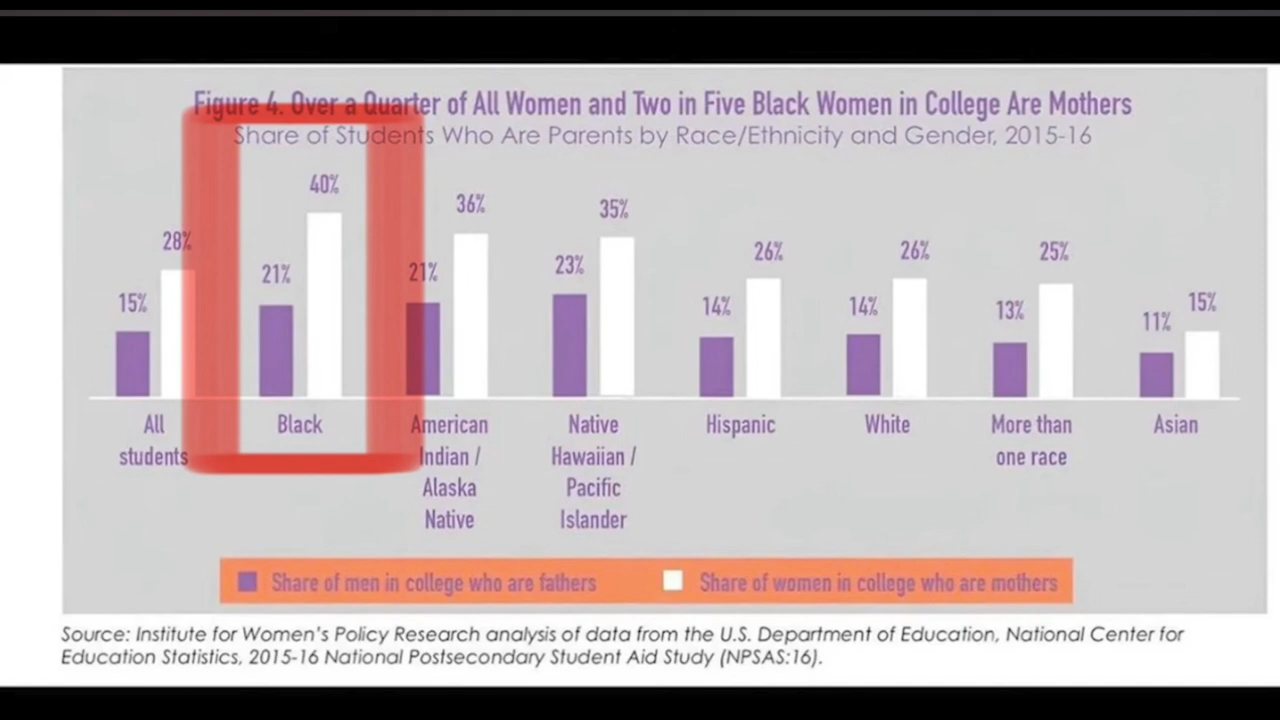 Figure 4. Over a Quarter of All Women and Two in Five Black Women in College Are Mothers
Share of Students Who Are Parents by Race/Ethnicity and Gender, 2015-16
15%
28%
21%
40%
21%
36%
23%
35%
14%
26%
14%
26%
13%
25%
11%
15%
All
students
Black
American
Indian /
Alaska
Native
Native
Hawaiian /
Pacific
Islander
Hispanic
White
More than
one race
Asian
Share of men in college who are fathers
Share of women in college who are mothers
Source: Institute for Women's Policy Research analysis of data from the U.S. Department of Education, National Center for
Education Statistics, 2015-16 National Postsecondary Student Aid Study (NPSAS:16).